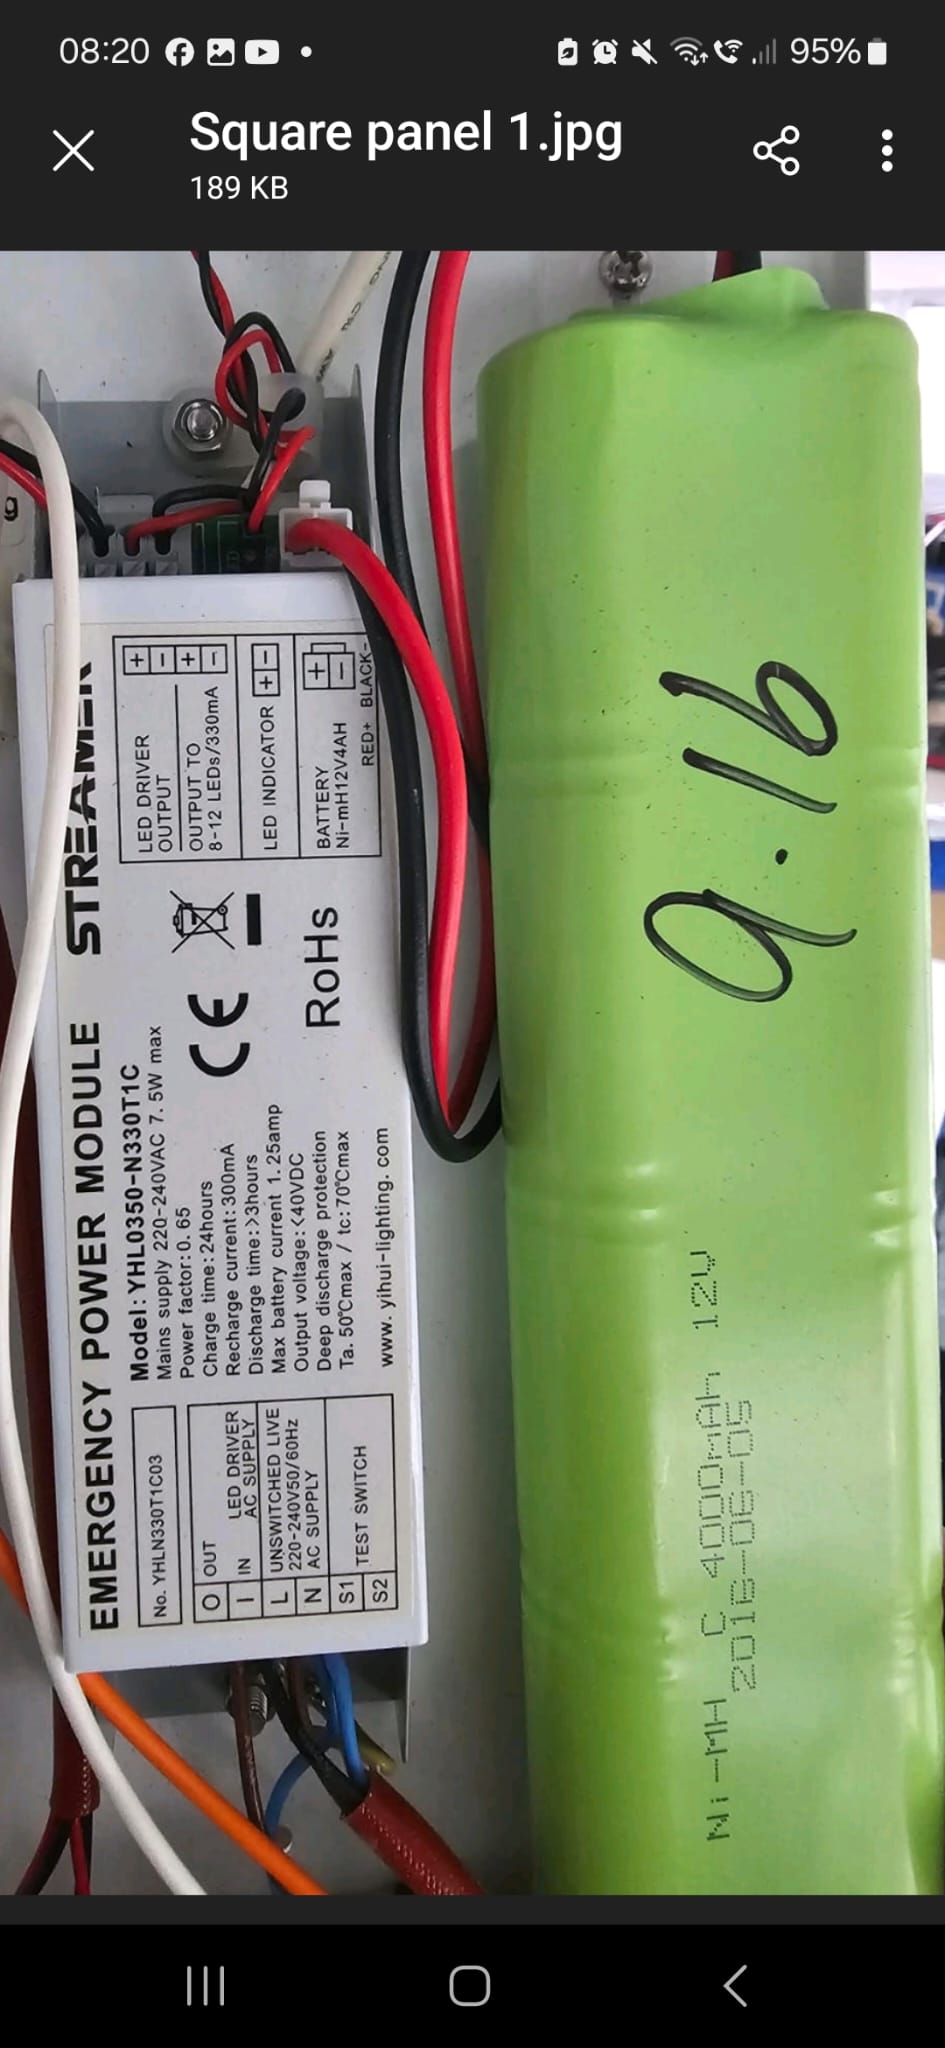 08:20
95%
Square panel 1.jpg
189 KB
EMERGENCY POWER MODULE STREAMER
No. YHLN330T1C03
O OUT
I IN
LED DRIVER
AC SUPPLY
L UNSWITCHED LIVE
220-240V50/60Hz
N AC SUPPLY
S1
S2
TEST SWITCH
Model: YHL0350-N330T1C
Mains supply 220-240VAC 7.5W max
Power factor:0.65
Charge time:24hours
Recharge current:300mA
Discharge time:>3hours
Max battery current 1.25amp
Output voltage:<40VDC
Deep discharge protection
Ta. 50℃max / tc:70℃max
www.yihui-lighting.com
CE
RoHs
LED DRIVER + 
OUTPUT -
OUTPUT TO +
8-12 LEDs/330mA -
LED INDICATOR + -
BATTERY +
Ni-mH12V4AH -
RED+ BLACK-
9.16
Ni-MH C 4000mAh 12V
2016-06-05